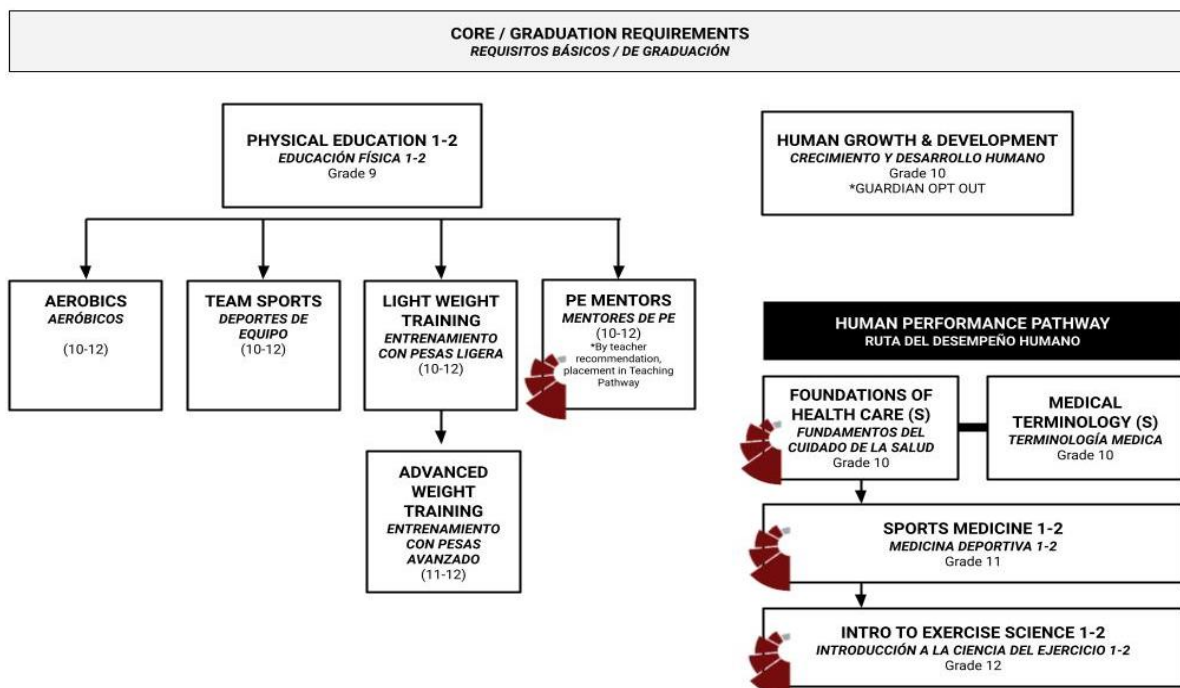 CORE / GRADUATION REQUIREMENTS
REQUISITOS BÁSICOS / DE GRADUACIÓN
PHYSICAL EDUCATION 1-2
EDUCACIÓN FÍSICA 1-2
Grade 9
HUMAN GROWTH & DEVELOPMENT
CRECIMIENTO Y DESARROLLO HUMANO
Grade 10
*GUARDIAN OPT OUT
AEROBICS
AERÓBICOS
(10-12)
TEAM SPORTS
DEPORTES DE
EQUIPO
(10-12)
LIGHT WEIGHT
TRAINING
ENTRENAMIENTO
CON PESAS LIGERA
(10-12)
PE MENTORS
MENTORES DE PE
(10-12)
*By teacher
recommendation,
placement in Teaching
Pathway
ADVANCED
WEIGHT
TRAINING
ENTRENAMIENTO
CON PESAS
AVANZADO
(11-12)
HUMAN PERFORMANCE PATHWAY
RUTA DEL DESEMPEÑO HUMANO
FOUNDATIONS OF
HEALTH CARE (S)
FUNDAMENTOS DEL
CUIDADO DE LA SALUD
Grade 10
MEDICAL
TERMINOLOGY (S)
TERMINOLOGÍA MEDICA
Grade 10
SPORTS MEDICINE 1-2
MEDICINA DEPORTIVA 1-2
Grade 11
INTRO TO EXERCISE SCIENCE 1-2
INTRODUCCIÓN A LA CIENCIA DEL EJERCICIO 1-2
Grade 12